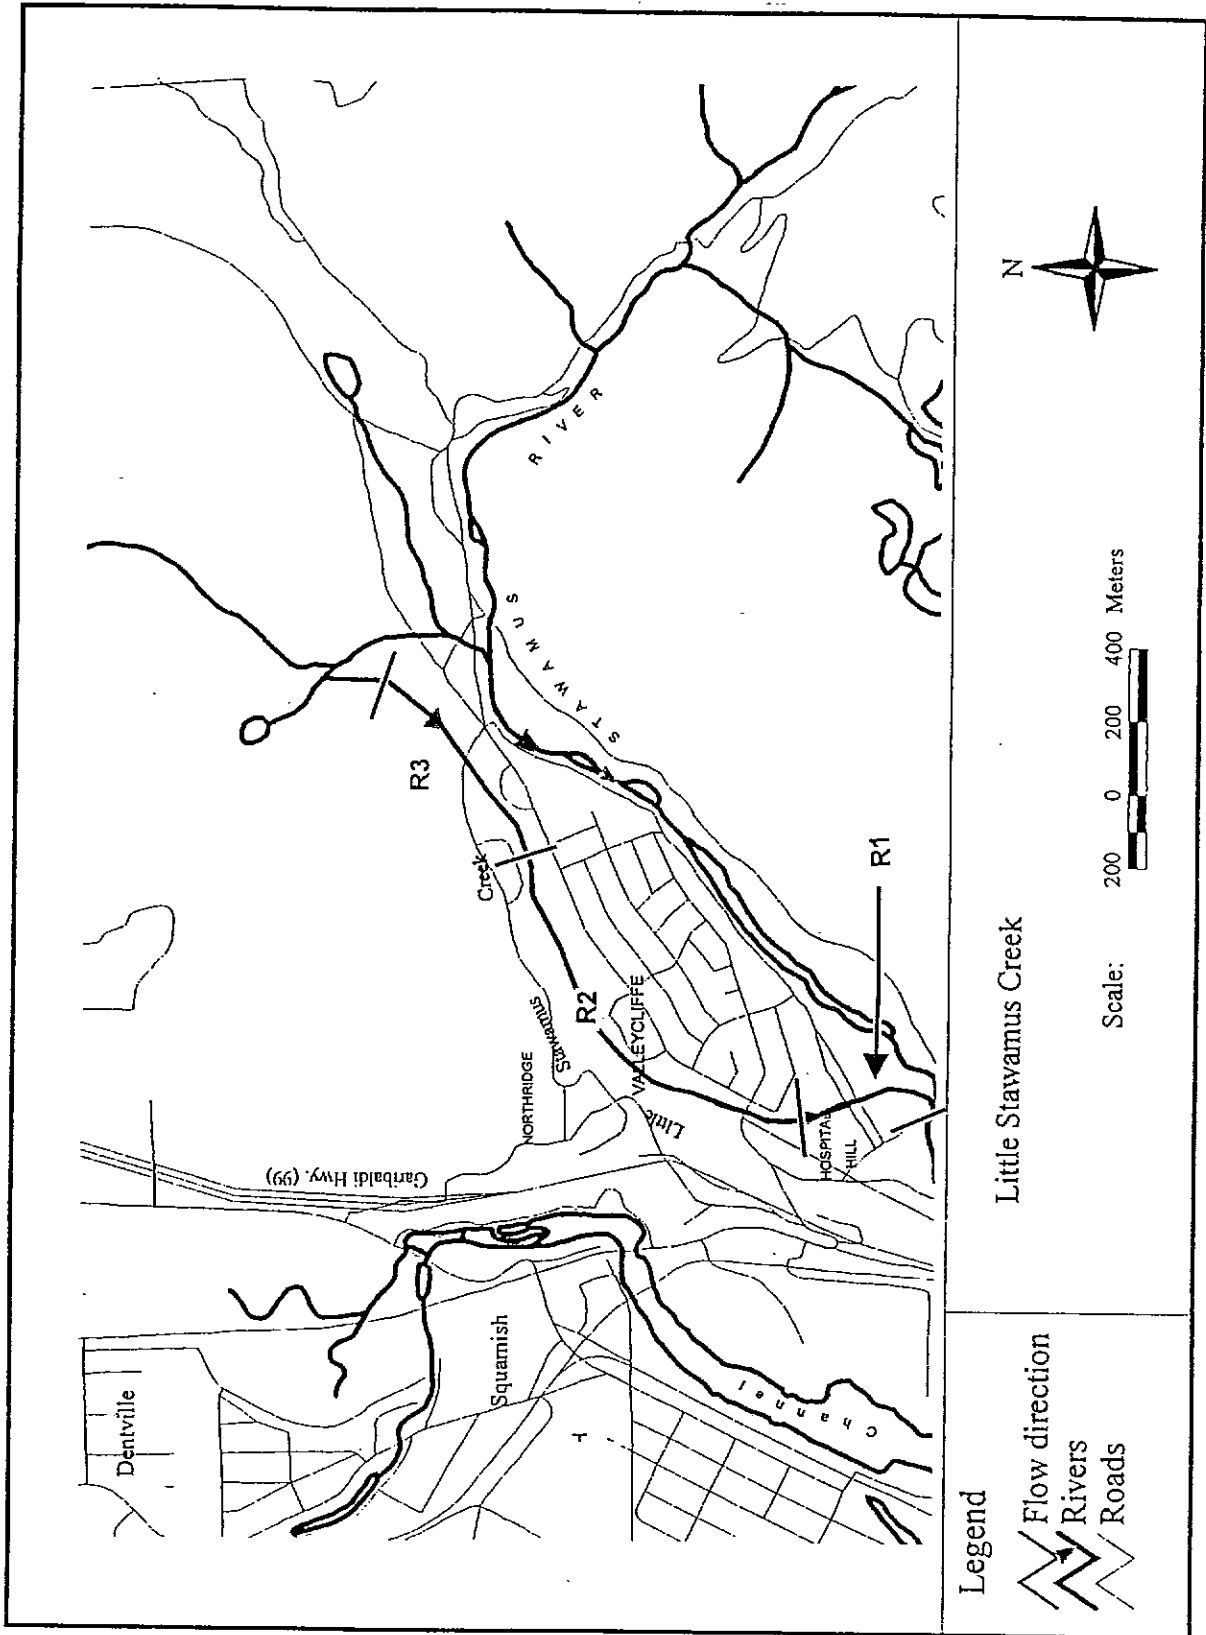 Dentville
Squamish
Channel
Garibaldi Hwy. (99)
NORTHRIDGE
VALLEYCLIFFE
HOSPITAL
HILL
Little
Stawamus
Creek
R3
R2
R1
STAWAMUS
RIVER
Legend
Flow direction
Rivers
Roads
Little Stawamus Creek
Scale:
200 0 200 400 Meters
N